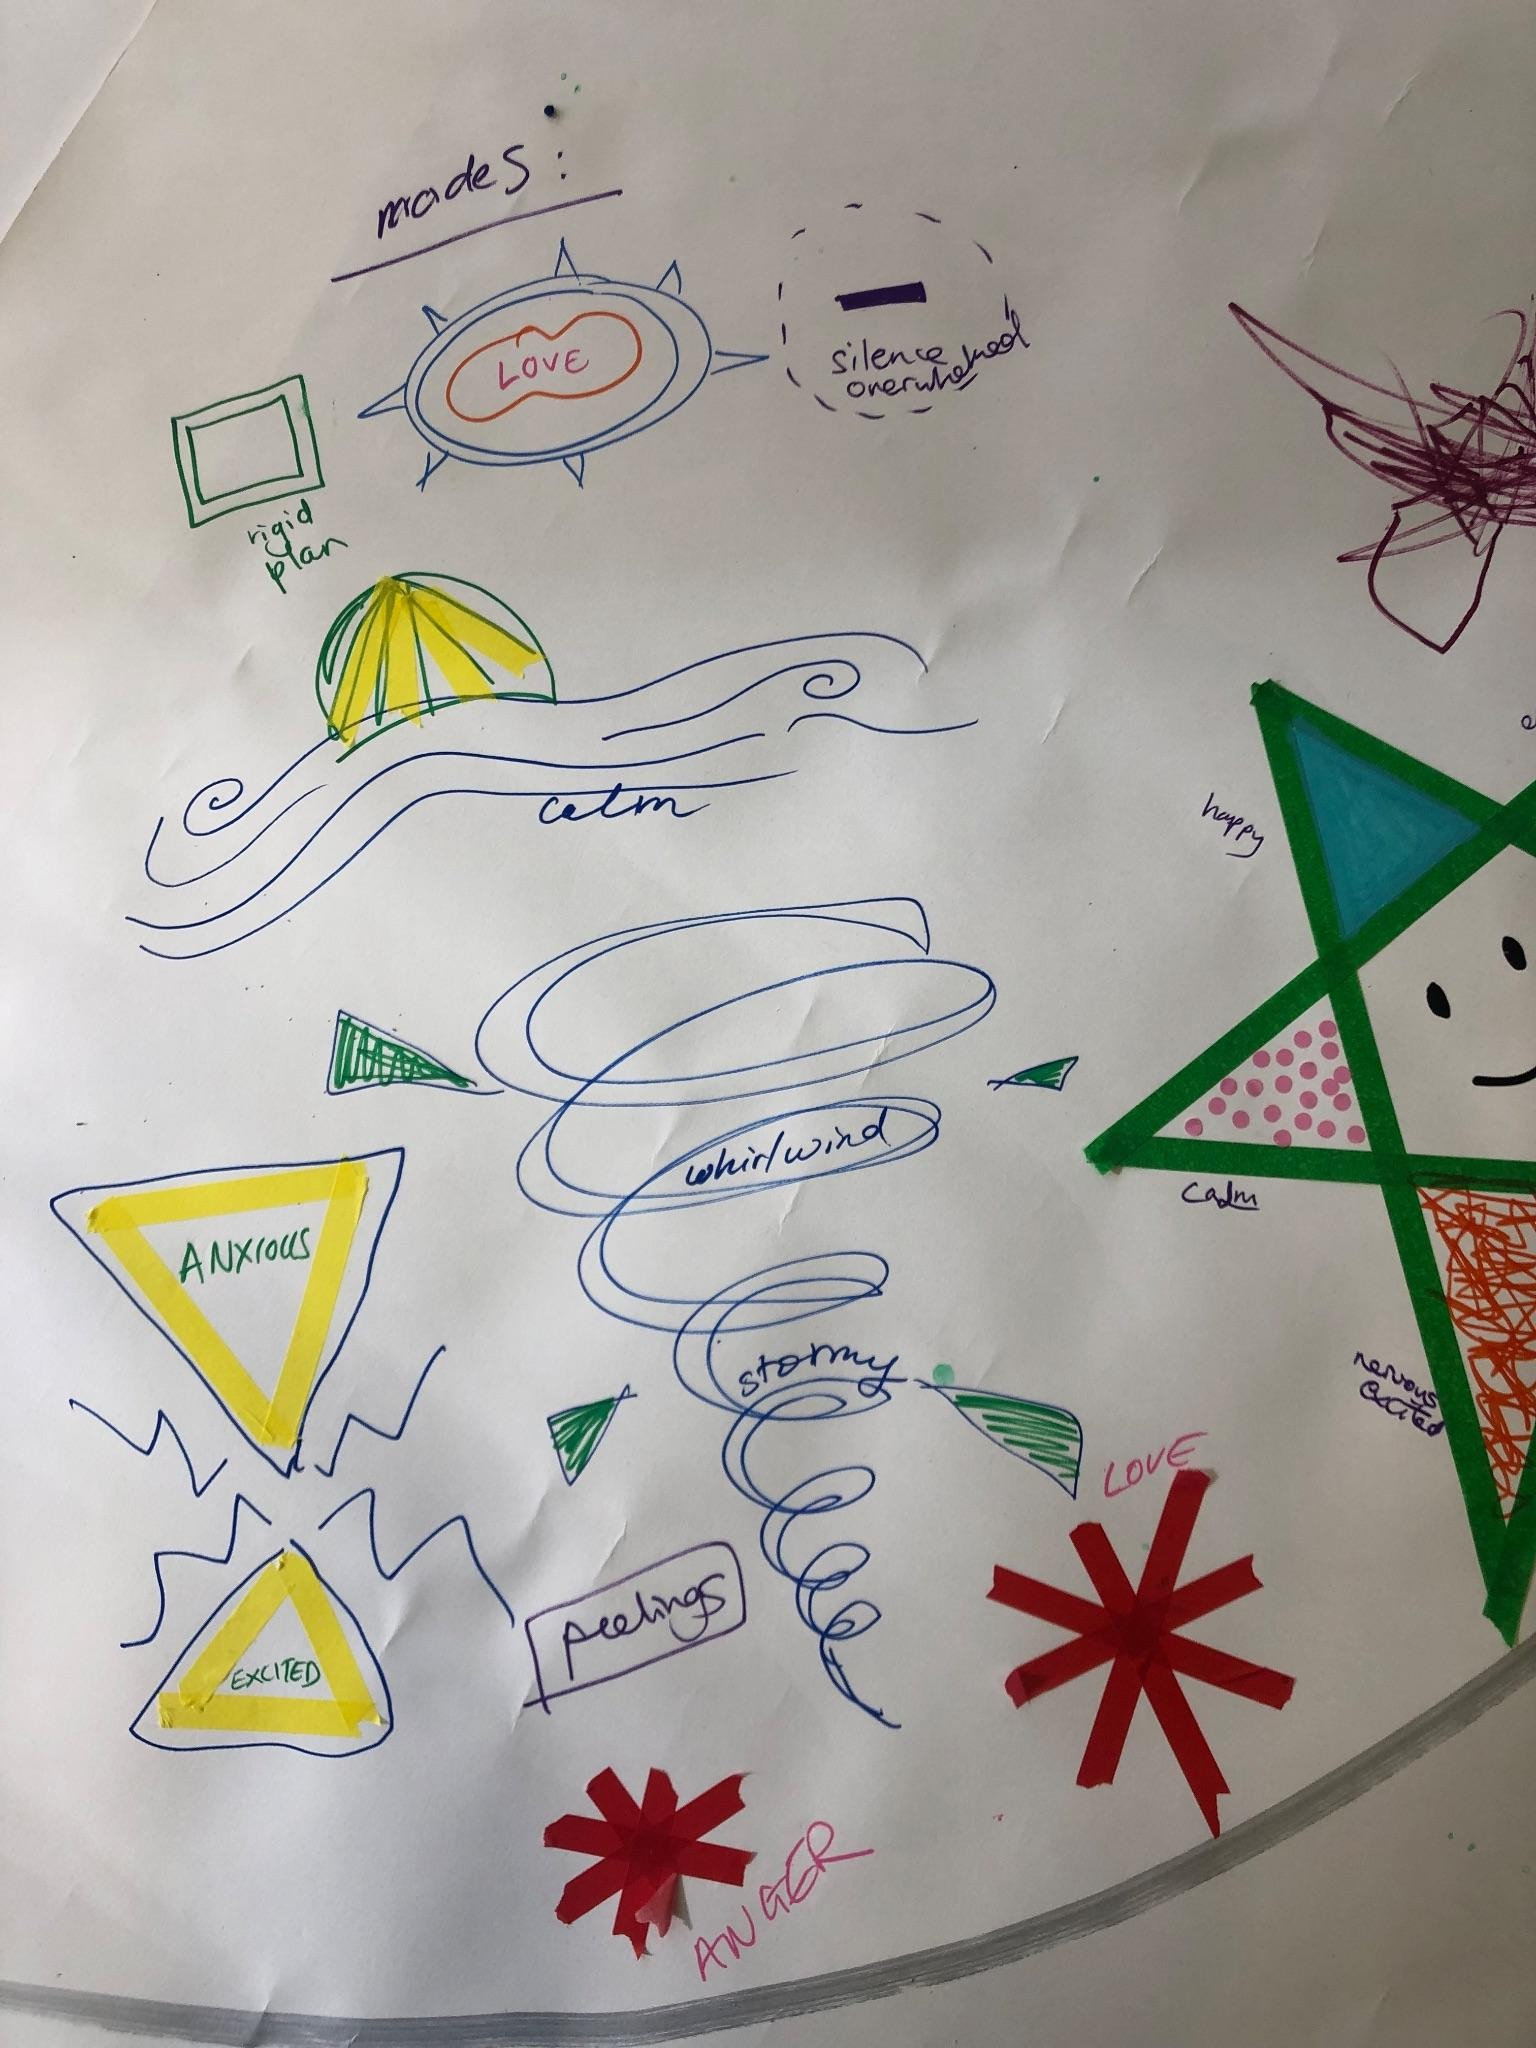 modes:
LOVE
silence
overwhelmed
rigid
plan
calm
happy
whirlwind
calm
ANXIOUS
stormy
nervous
excited
LOVE
feelings
EXCITED
ANGER